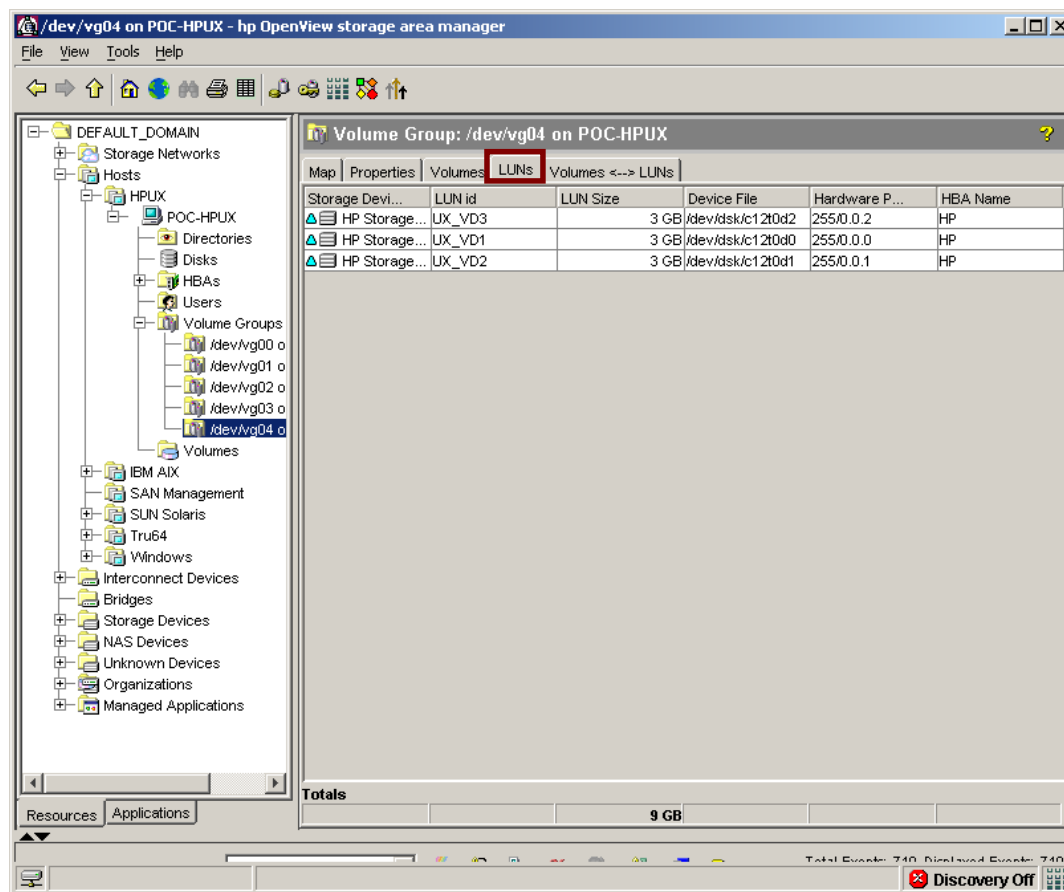 /dev/vg04 on POC-HPUX - hp OpenView storage area manager
File View Tools Help
DEFAULT_DOMAIN
Storage Networks
Hosts
HPUX
POC-HPUX
Directories
Disks
HBAs
Users
Volume Groups
/dev/vg00 o
/dev/vg01 o
/dev/vg02 o
/dev/vg03 o
/dev/vg04 o
Volumes
IBM AIX
SAN Management
SUN Solaris
Tru64
Windows
Interconnect Devices
Bridges
Storage Devices
NAS Devices
Unknown Devices
Organizations
Managed Applications
Resources Applications
Volume Group: /dev/vg04 on POC-HPUX ?
Map Properties Volumes LUNs Volumes <--> LUNs
Storage Devi... LUN id LUN Size Device File Hardware P... HBA Name
HP Storage... UX_VD3 3 GB /dev/dsk/c12t0d2 255/0.0.2 HP
HP Storage... UX_VD1 3 GB /dev/dsk/c12t0d0 255/0.0.0 HP
HP Storage... UX_VD2 3 GB /dev/dsk/c12t0d1 255/0.0.1 HP
Totals
9 GB
Total Events: 740 Displayed Events: 740
Discovery Off